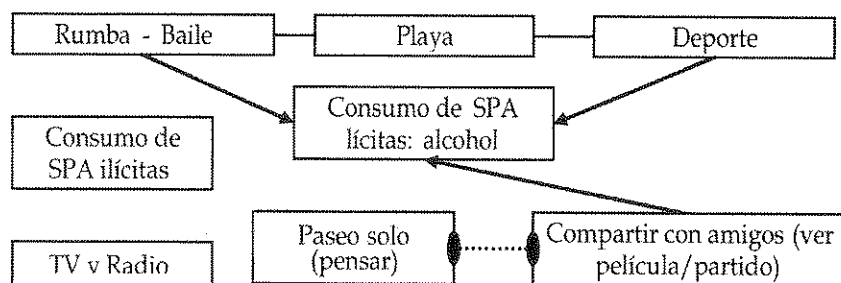 Rumba - Baile
Playa
Deporte
Consumo de SPA
lícitas: alcohol
Consumo de
SPA ilícitas
Paseo solo
(pensar)
Compartir con amigos (ver
película/partido)
TV y Radio